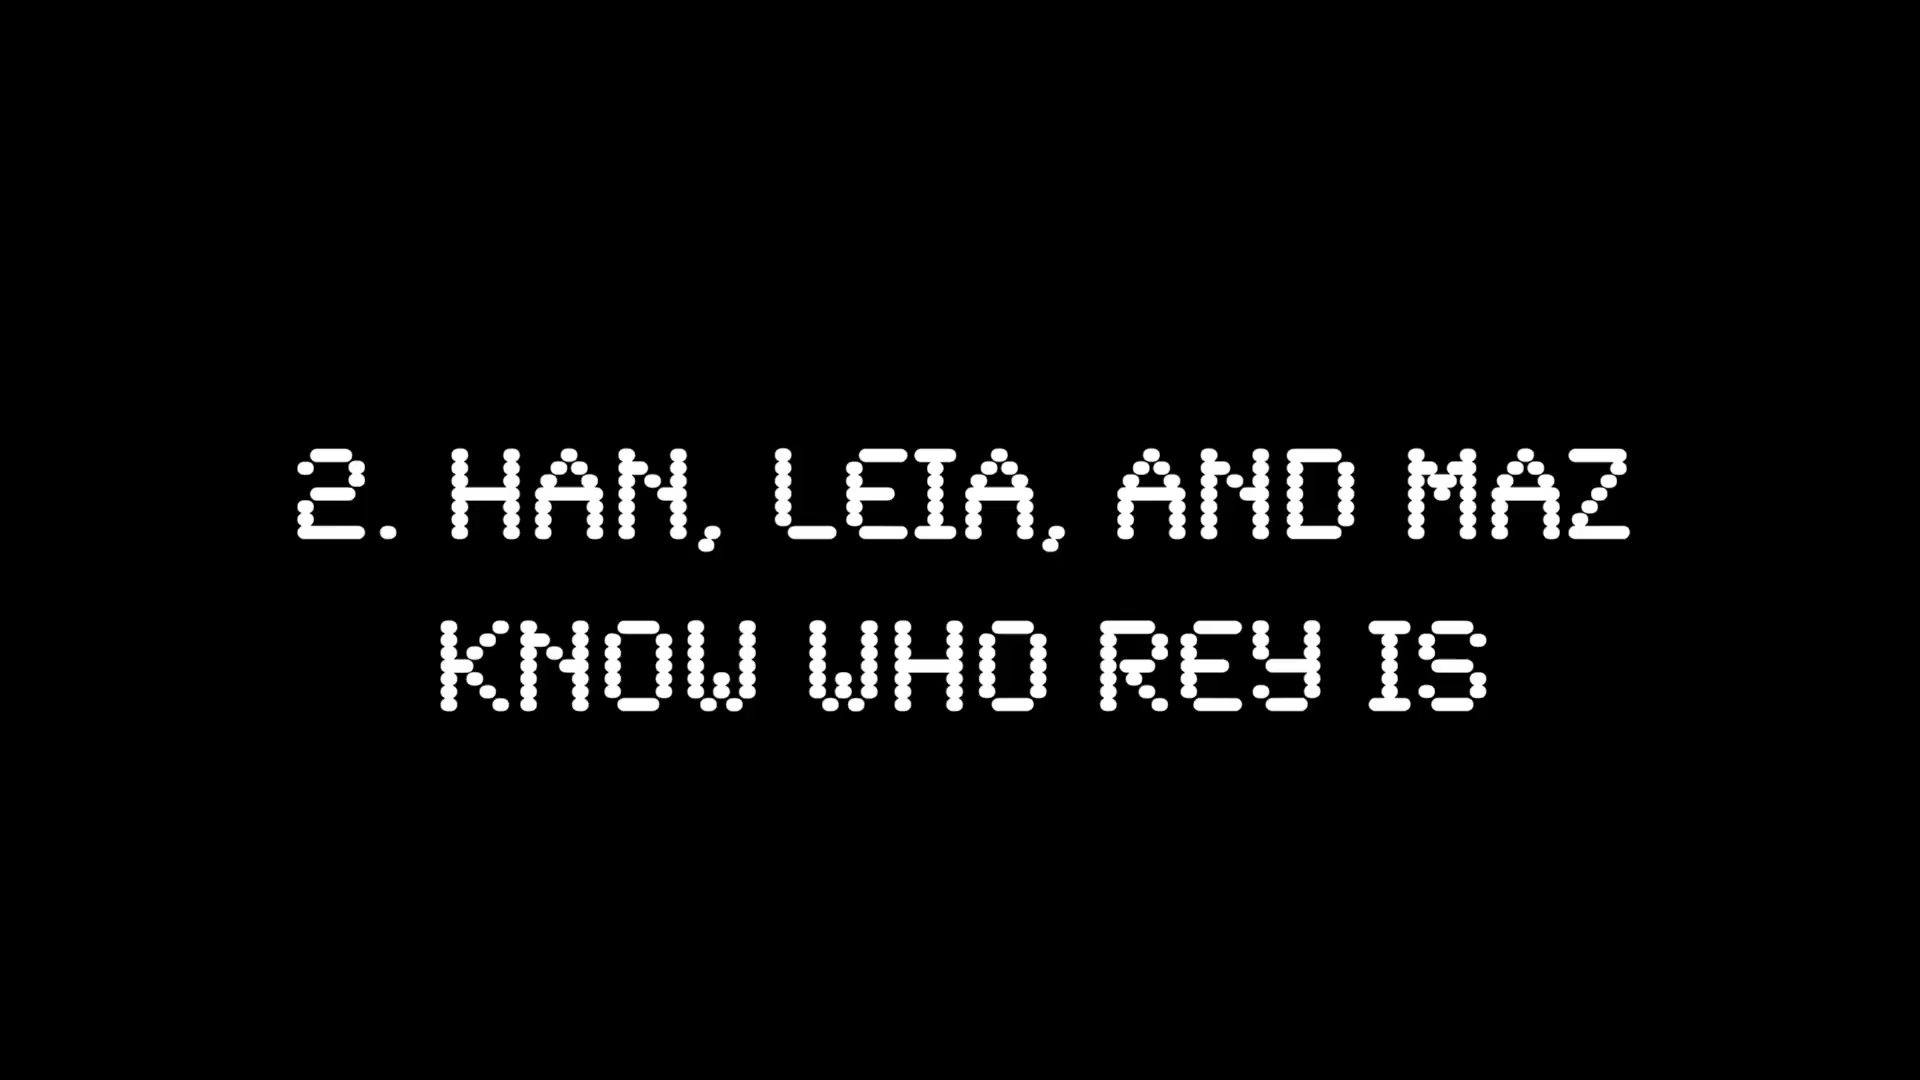 2. HAN, LEIA, AND MAZ
KNOW WHO REY IS